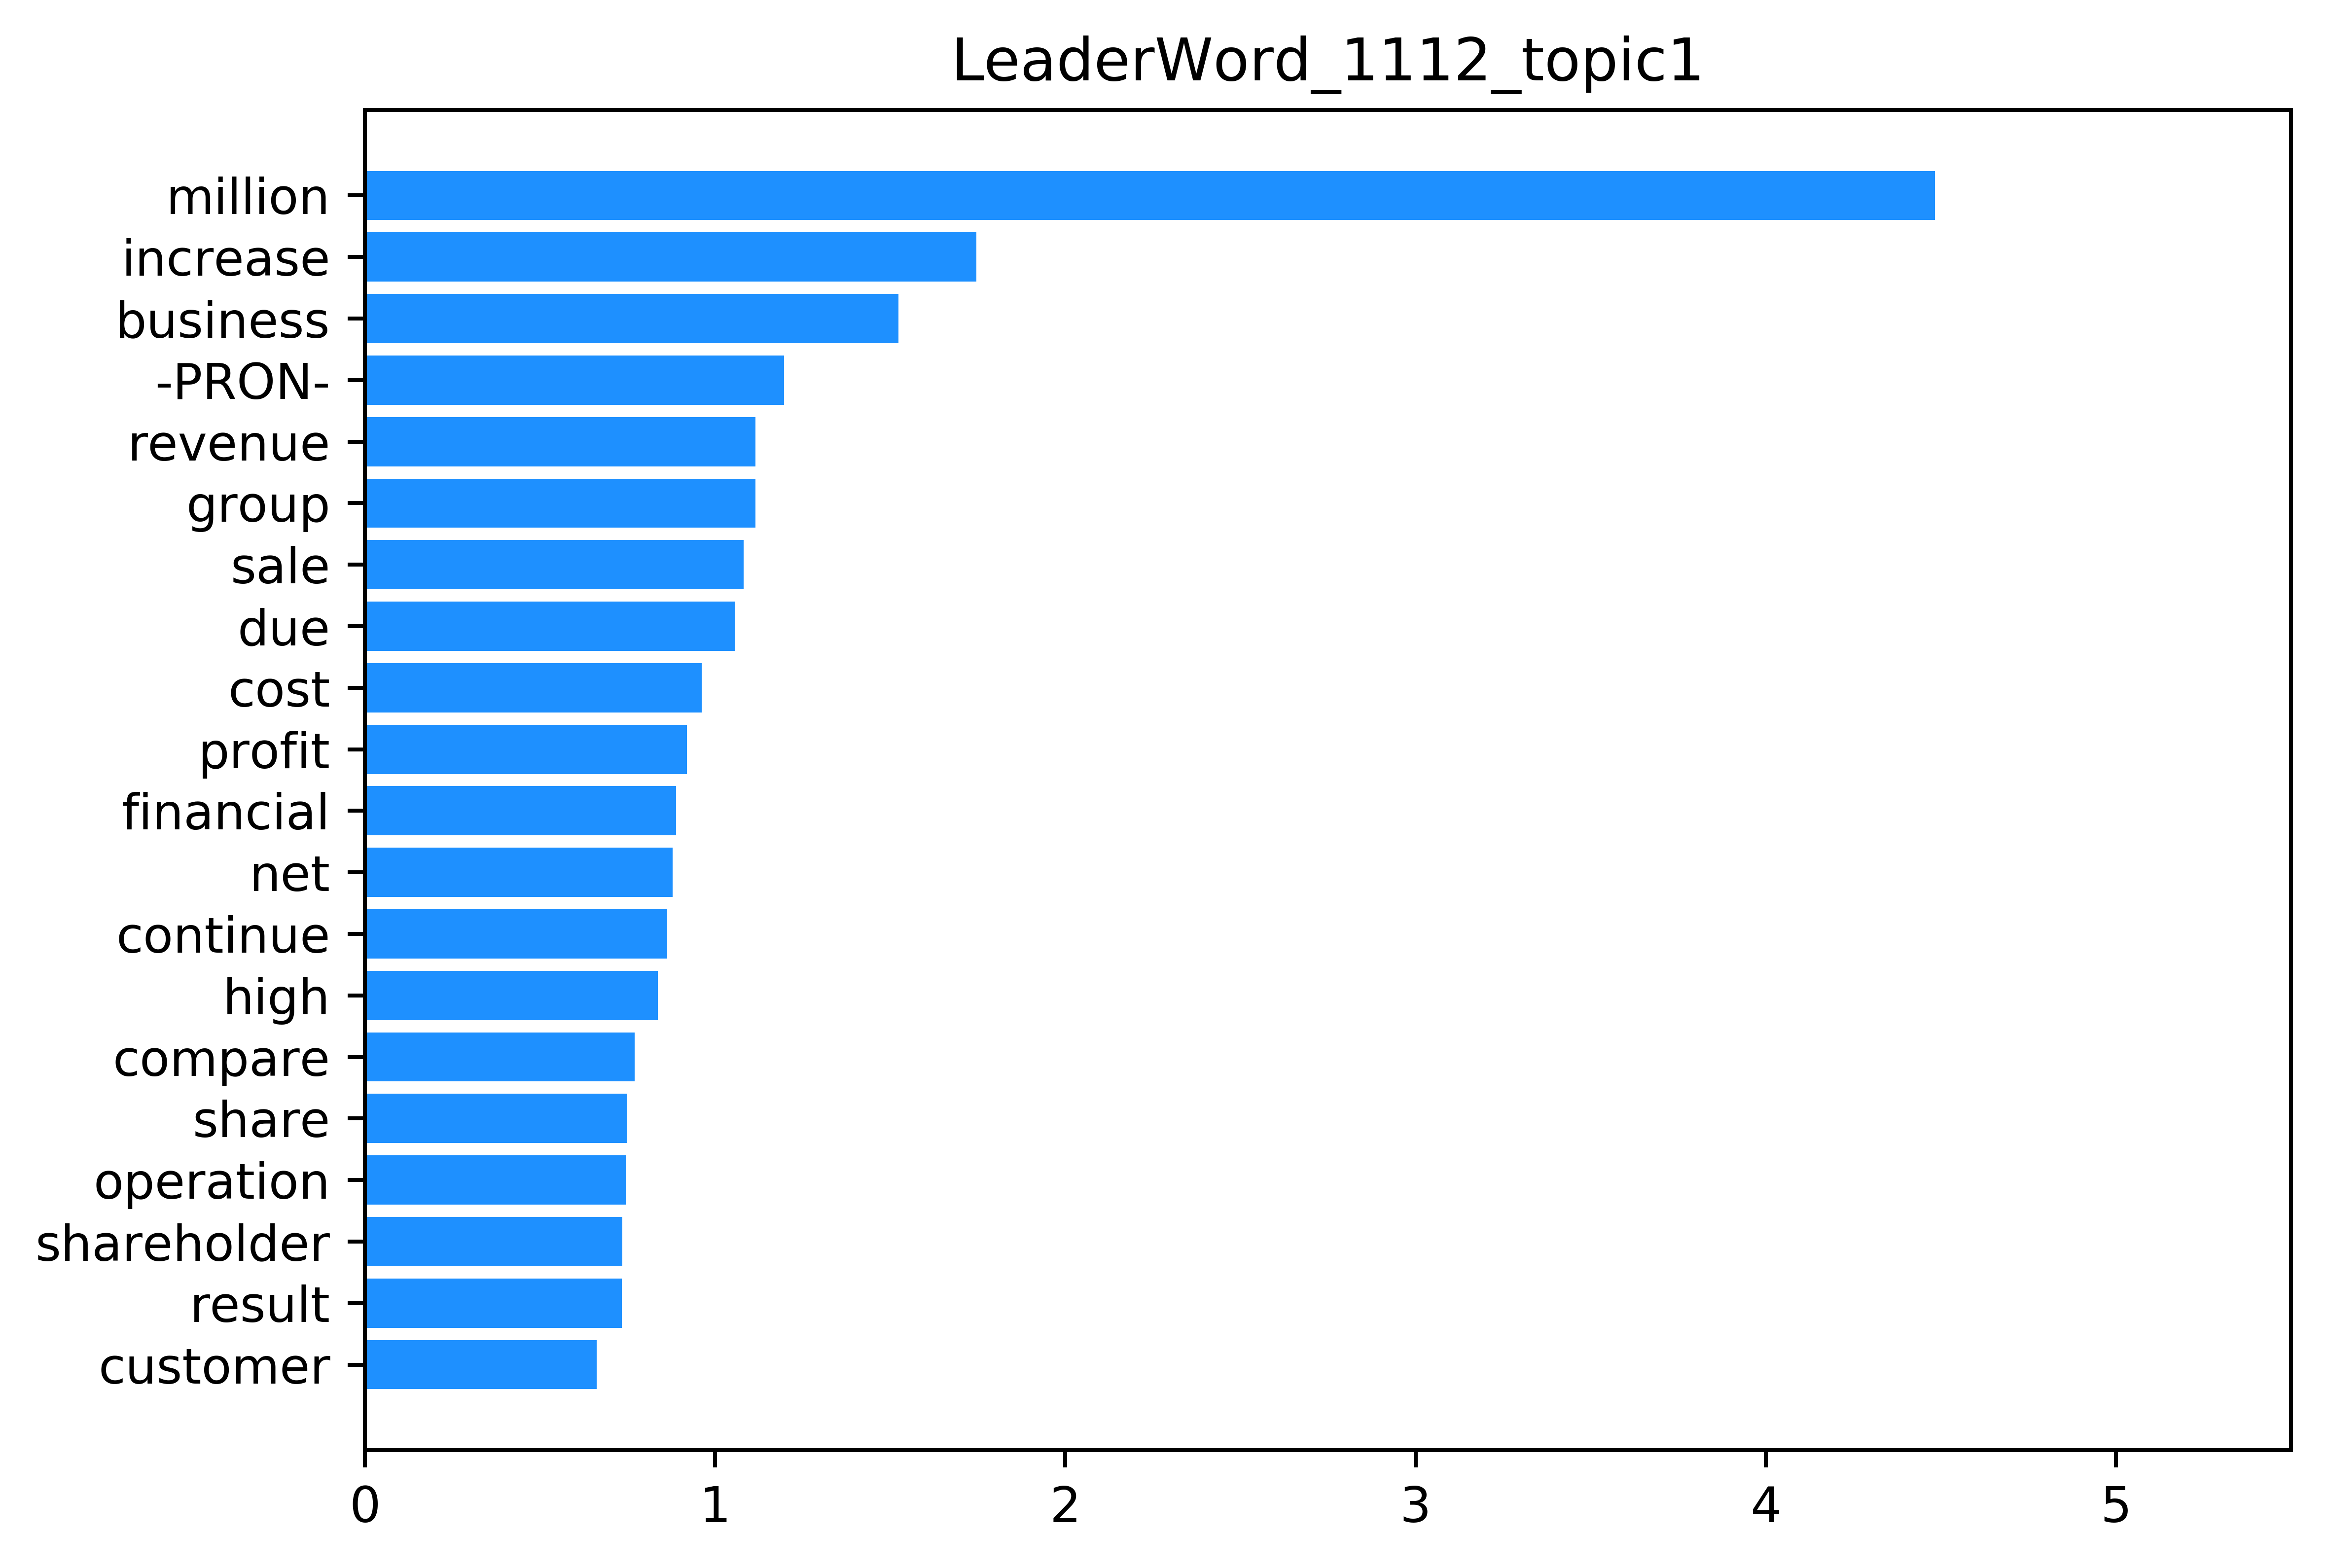 LeaderWord_1112_topic1
million
increase
business
-PRON-
revenue
group
sale
due
cost
profit
financial
net
continue
high
compare
share
operation
shareholder
result
customer
0 1 2 3 4 5